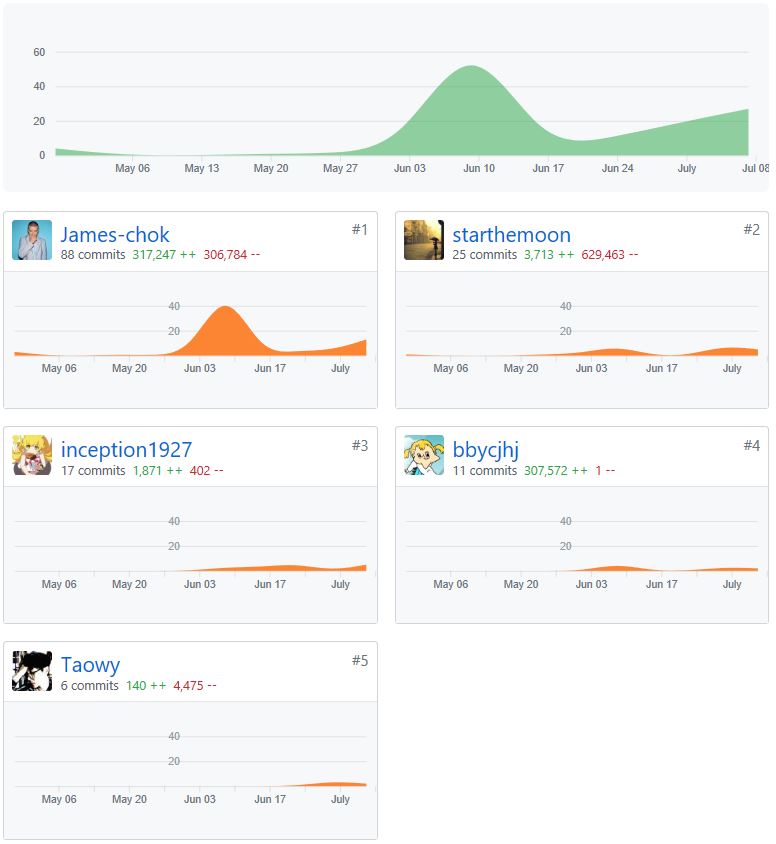 60
40
20
0
May 06 May 13 May 20 May 27 Jun 03 Jun 10 Jun 17 Jun 24 July Jul 08
James-chok #1
88 commits 317,247 ++ 306,784 --
40
20
May 06 May 20 Jun 03 Jun 17 July
starthemoon #2
25 commits 3,713 ++ 629,463 --
40
20
May 06 May 20 Jun 03 Jun 17 July
inception1927 #3
17 commits 1,871 ++ 402 --
40
20
May 06 May 20 Jun 03 Jun 17 July
bbycjhj #4
11 commits 307,572 ++ 1 --
40
20
May 06 May 20 Jun 03 Jun 17 July
Taowy #5
6 commits 140 ++ 4,475 --
40
20
May 06 May 20 Jun 03 Jun 17 July